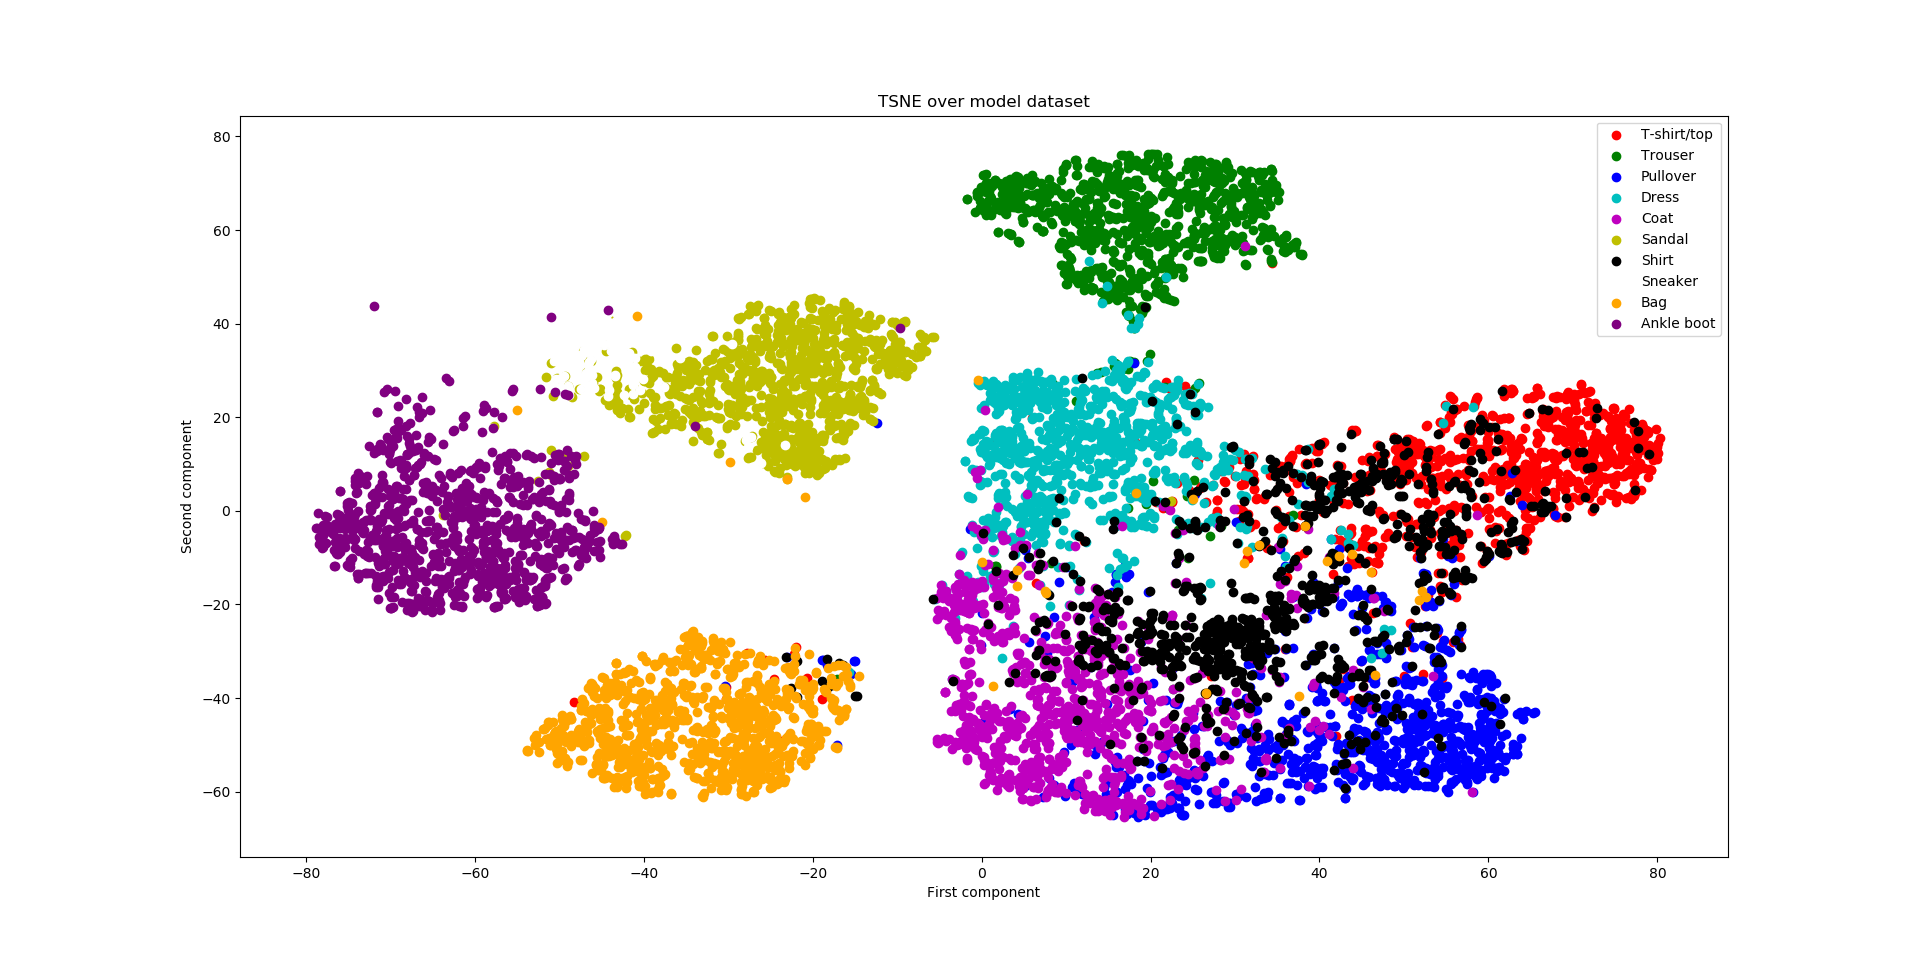 TSNE over model dataset
T-shirt/top
Trouser
Pullover
Dress
Coat
Sandal
Shirt
Sneaker
Bag
Ankle boot
80
60
40
20
0
−20
−40
−60
Second component
−80
−60
−40
−20
0
20
40
60
80
First component